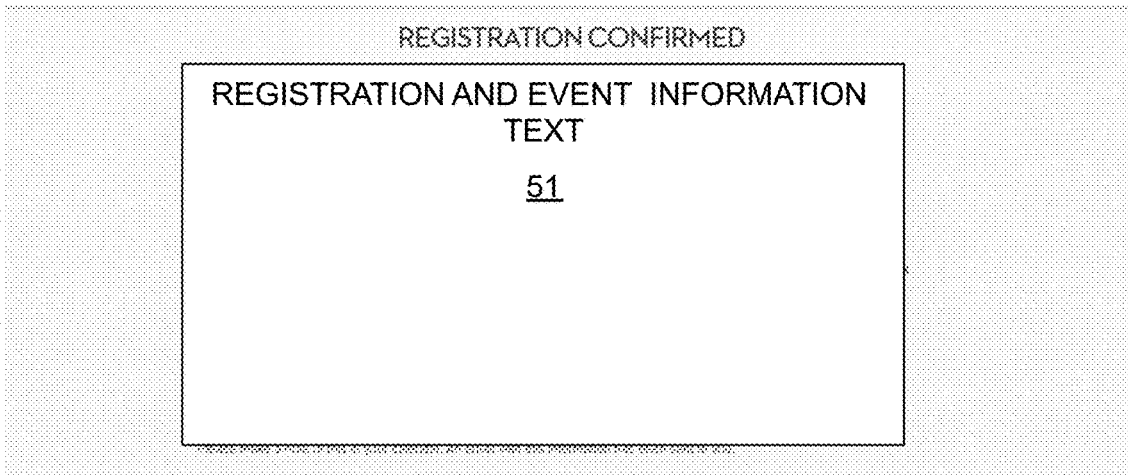 REGISTRATION CONFIRMED
REGISTRATION AND EVENT INFORMATION
TEXT
51